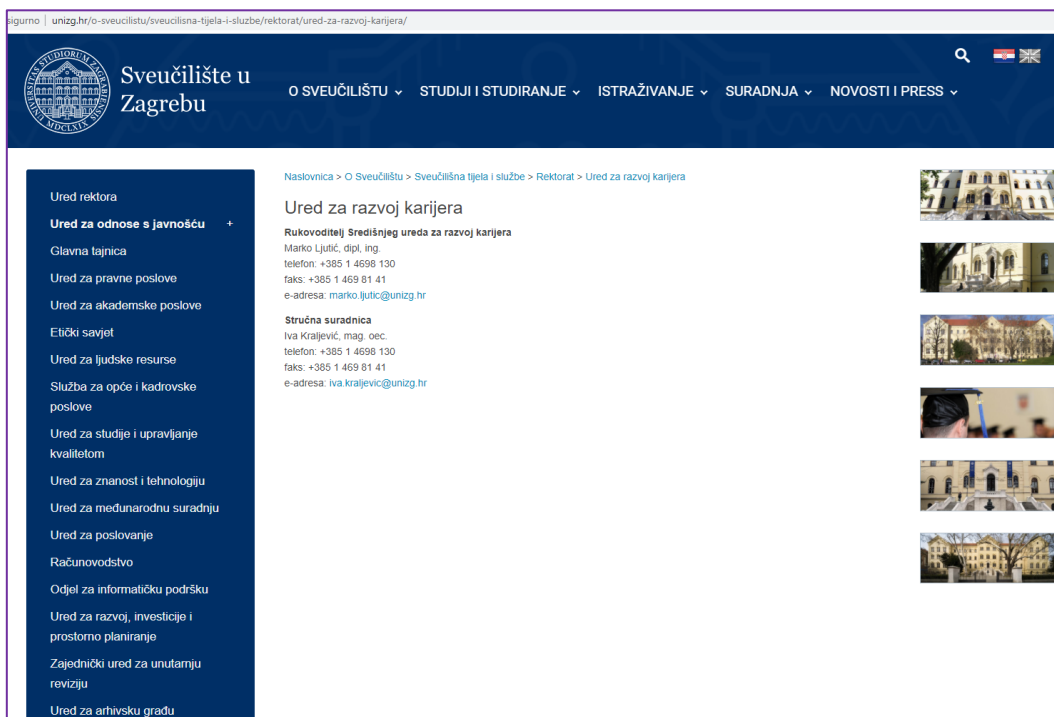 sigurno | unizg.hr/o-sveucilistu/sveucilisna-tijela-i-sluzbe/rektorat/ured-za-razvoj-karijera/
Sveučilište u
Zagrebu
O SVEUČILIŠTU
STUDIJI I STUDIRANJE
ISTRAŽIVANJE
SURADNJA
NOVOSTI I PRESS
Ured rektora
Ured za odnose s javnošću +
Glavna tajnica
Ured za pravne poslove
Ured za akademske poslove
Etički savjet
Ured za ljudske resurse
Služba za opće i kadrovske
poslove
Ured za studije i upravljanje
kvalitetom
Ured za znanost i tehnologiju
Ured za međunarodnu suradnju
Ured za poslovanje
Računovodstvo
Odjel za informatičku podršku
Ured za razvoj, investicije i
prostorno planiranje
Zajednički ured za unutarnju
reviziju
Ured za arhivsku građu
Naslovnica > O Sveučilištu > Sveučilišna tijela i službe > Rektorat > Ured za razvoj karijera
Ured za razvoj karijera
Rukovoditelj Središnjeg ureda za razvoj karijera
Marko Ljutić, dipl, ing.
telefon: +385 1 4698 130
faks: +385 1 469 81 41
e-adresa: marko.ljutic@unizg.hr
Stručna suradnica
Iva Kraljević, mag. oec.
telefon: +385 1 4698 130
faks: +385 1 469 81 41
e-adresa: iva.kraljevic@unizg.hr